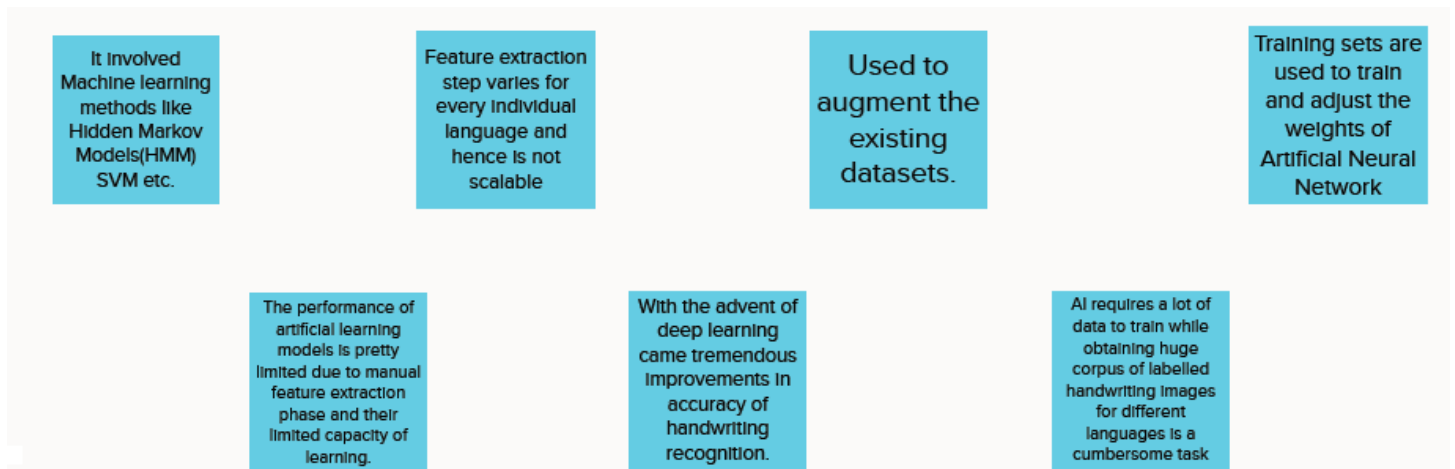 It involved
Machine learning
methods like
Hidden Markov
Models(HMM)
SVM etc.
Feature extraction
step varies for
every individual
language and
hence is not
scalable
Used to
augment the
existing
datasets.
Training sets are
used to train
and adjust the
weights of
Artificial Neural
Network
The performance of
artificial learning
models is pretty
limited due to manual
feature extraction
phase and their
limited capacity of
learning.
With the advent of
deep learning
came tremendous
improvements in
accuracy of
handwriting
recognition.
AI requires a lot of
data to train while
obtaining huge
corpus of labelled
handwriting images
for different
languages is a
cumbersome task